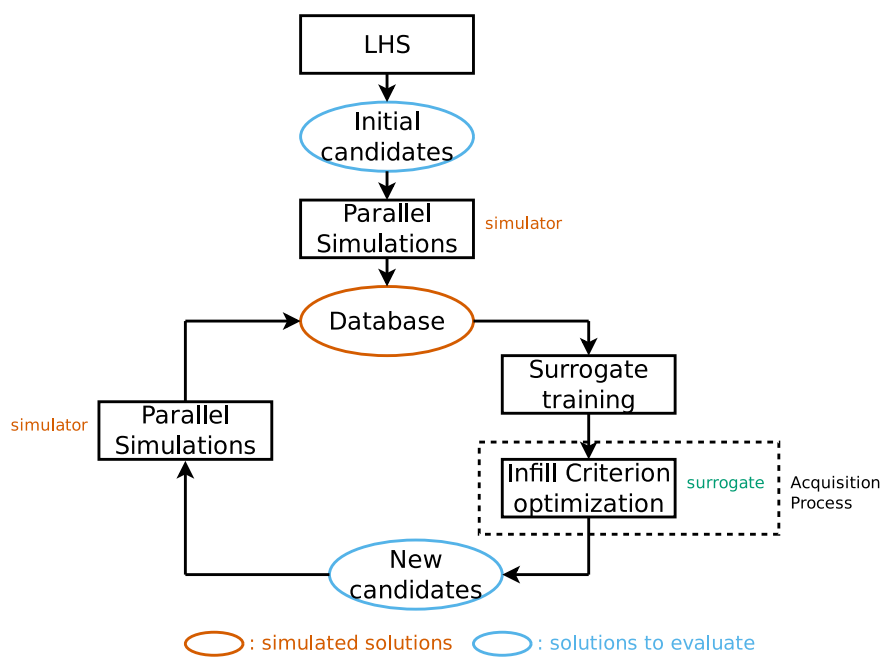 LHS
Initial
candidates
Parallel
Simulations
simulator
Database
Surrogate
training
simulator
Parallel
Simulations
Infill Criterion
optimization
surrogate
Acquisition
Process
New
candidates
: simulated solutions
: solutions to evaluate